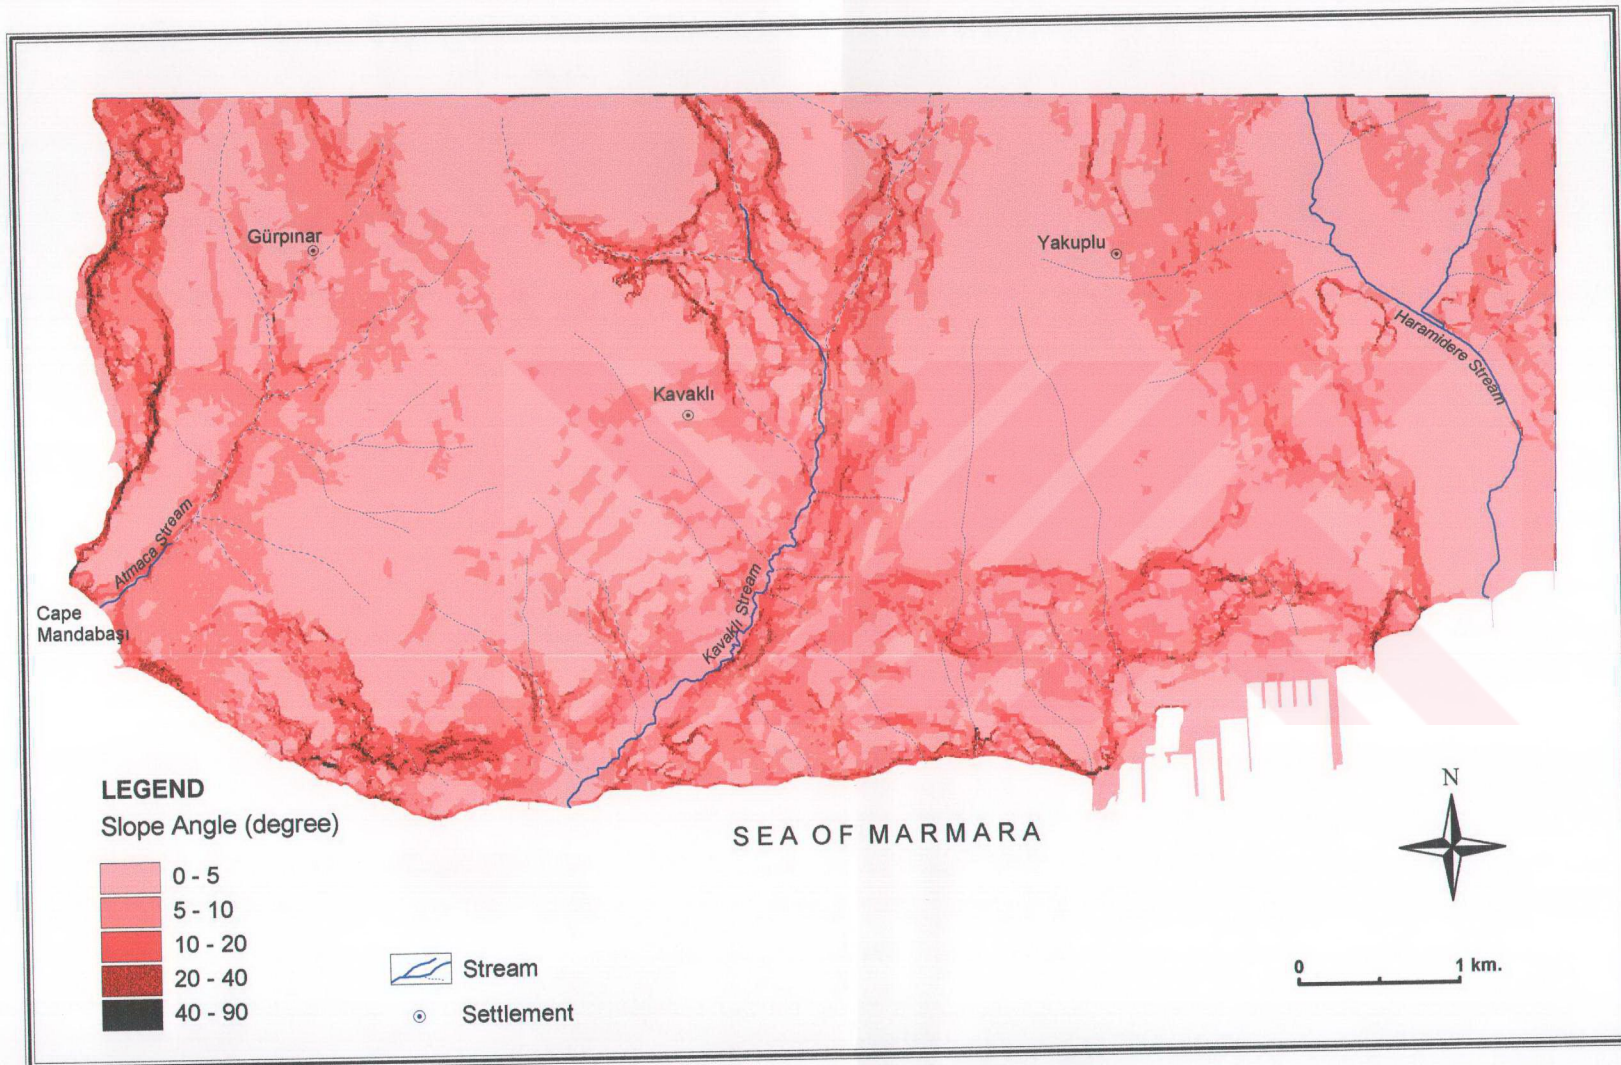 Gürpınar
Yakuplu
Haramidere Stream
Kavaklı
Atmaca Stream
Kavaklı Stream
Cape
Mandabaşı
LEGEND
Slope Angle (degree)
0 - 5
5 - 10
10 - 20
20 - 40
40 - 90
Stream
Settlement
SEA OF MARMARA
N
0 1 km.